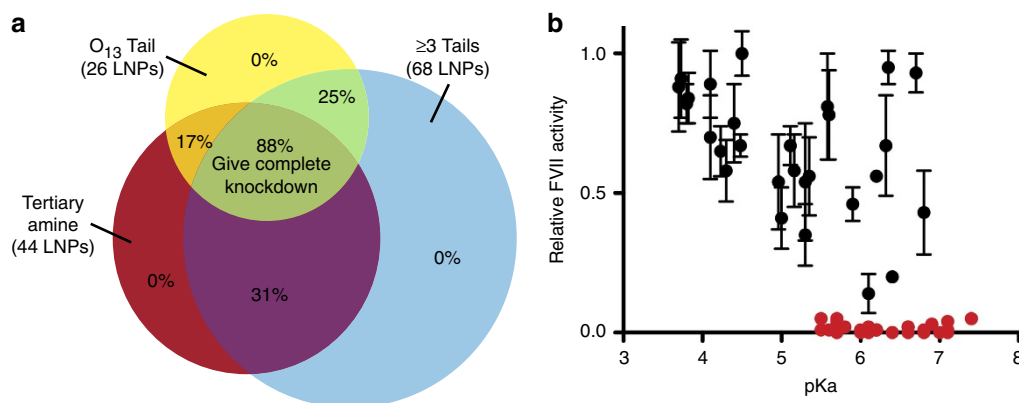 a
O13 Tail
(26 LNPs)
0%
≥3 Tails
(68 LNPs)
25%
17%
88%
Give complete
knockdown
Tertiary
amine
(44 LNPs)
0%
31%
0%
b
Relative FVII activity
1.0
0.5
0.0
3 4 5 6 7 8
pKa